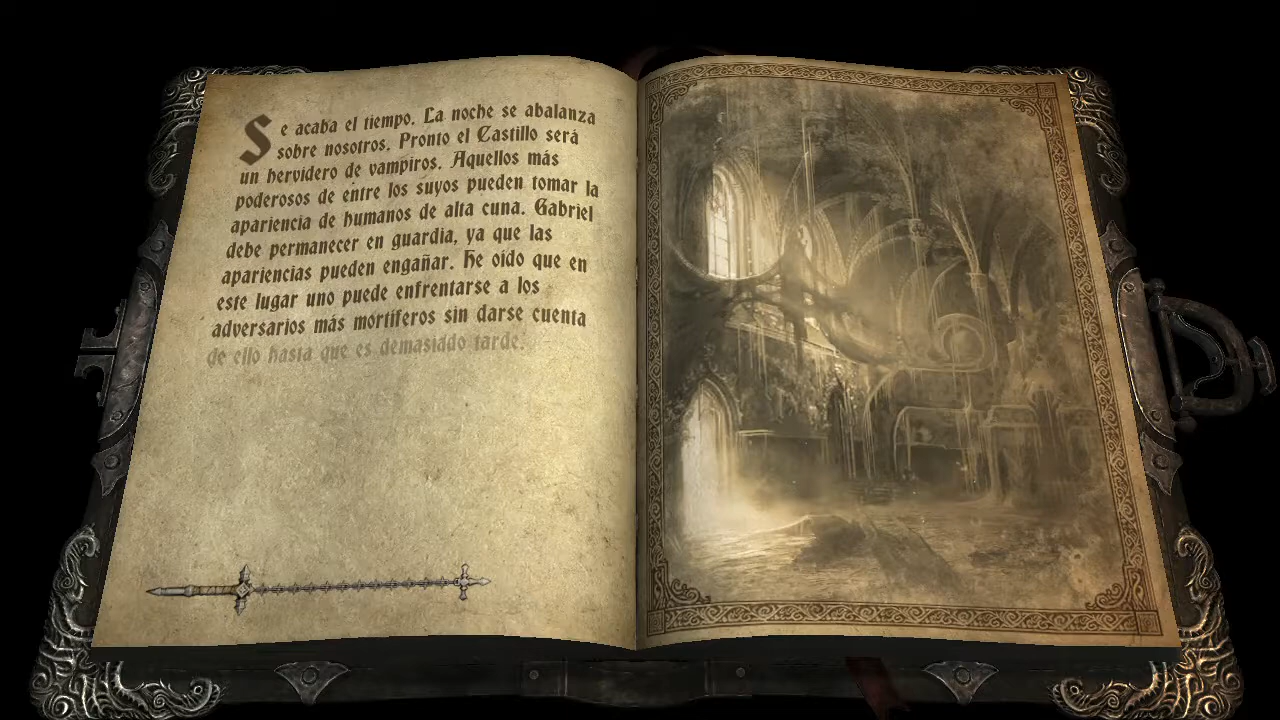 Se acaba el tiempo. La noche se abalanza
sobre nosotros. Pronto el Castillo será
un hervidero de vampiros. Aquellos más
poderosos de entre los suyos pueden tomar la
apariencia de humanos de alta cuna. Gabriel
debe permanecer en guardia, ya que las
apariencias pueden engañar. He oído que en
este lugar uno puede enfrentarse a los
adversarios más mortíferos sin darse cuenta
de ello hasta que es demasiado tarde.